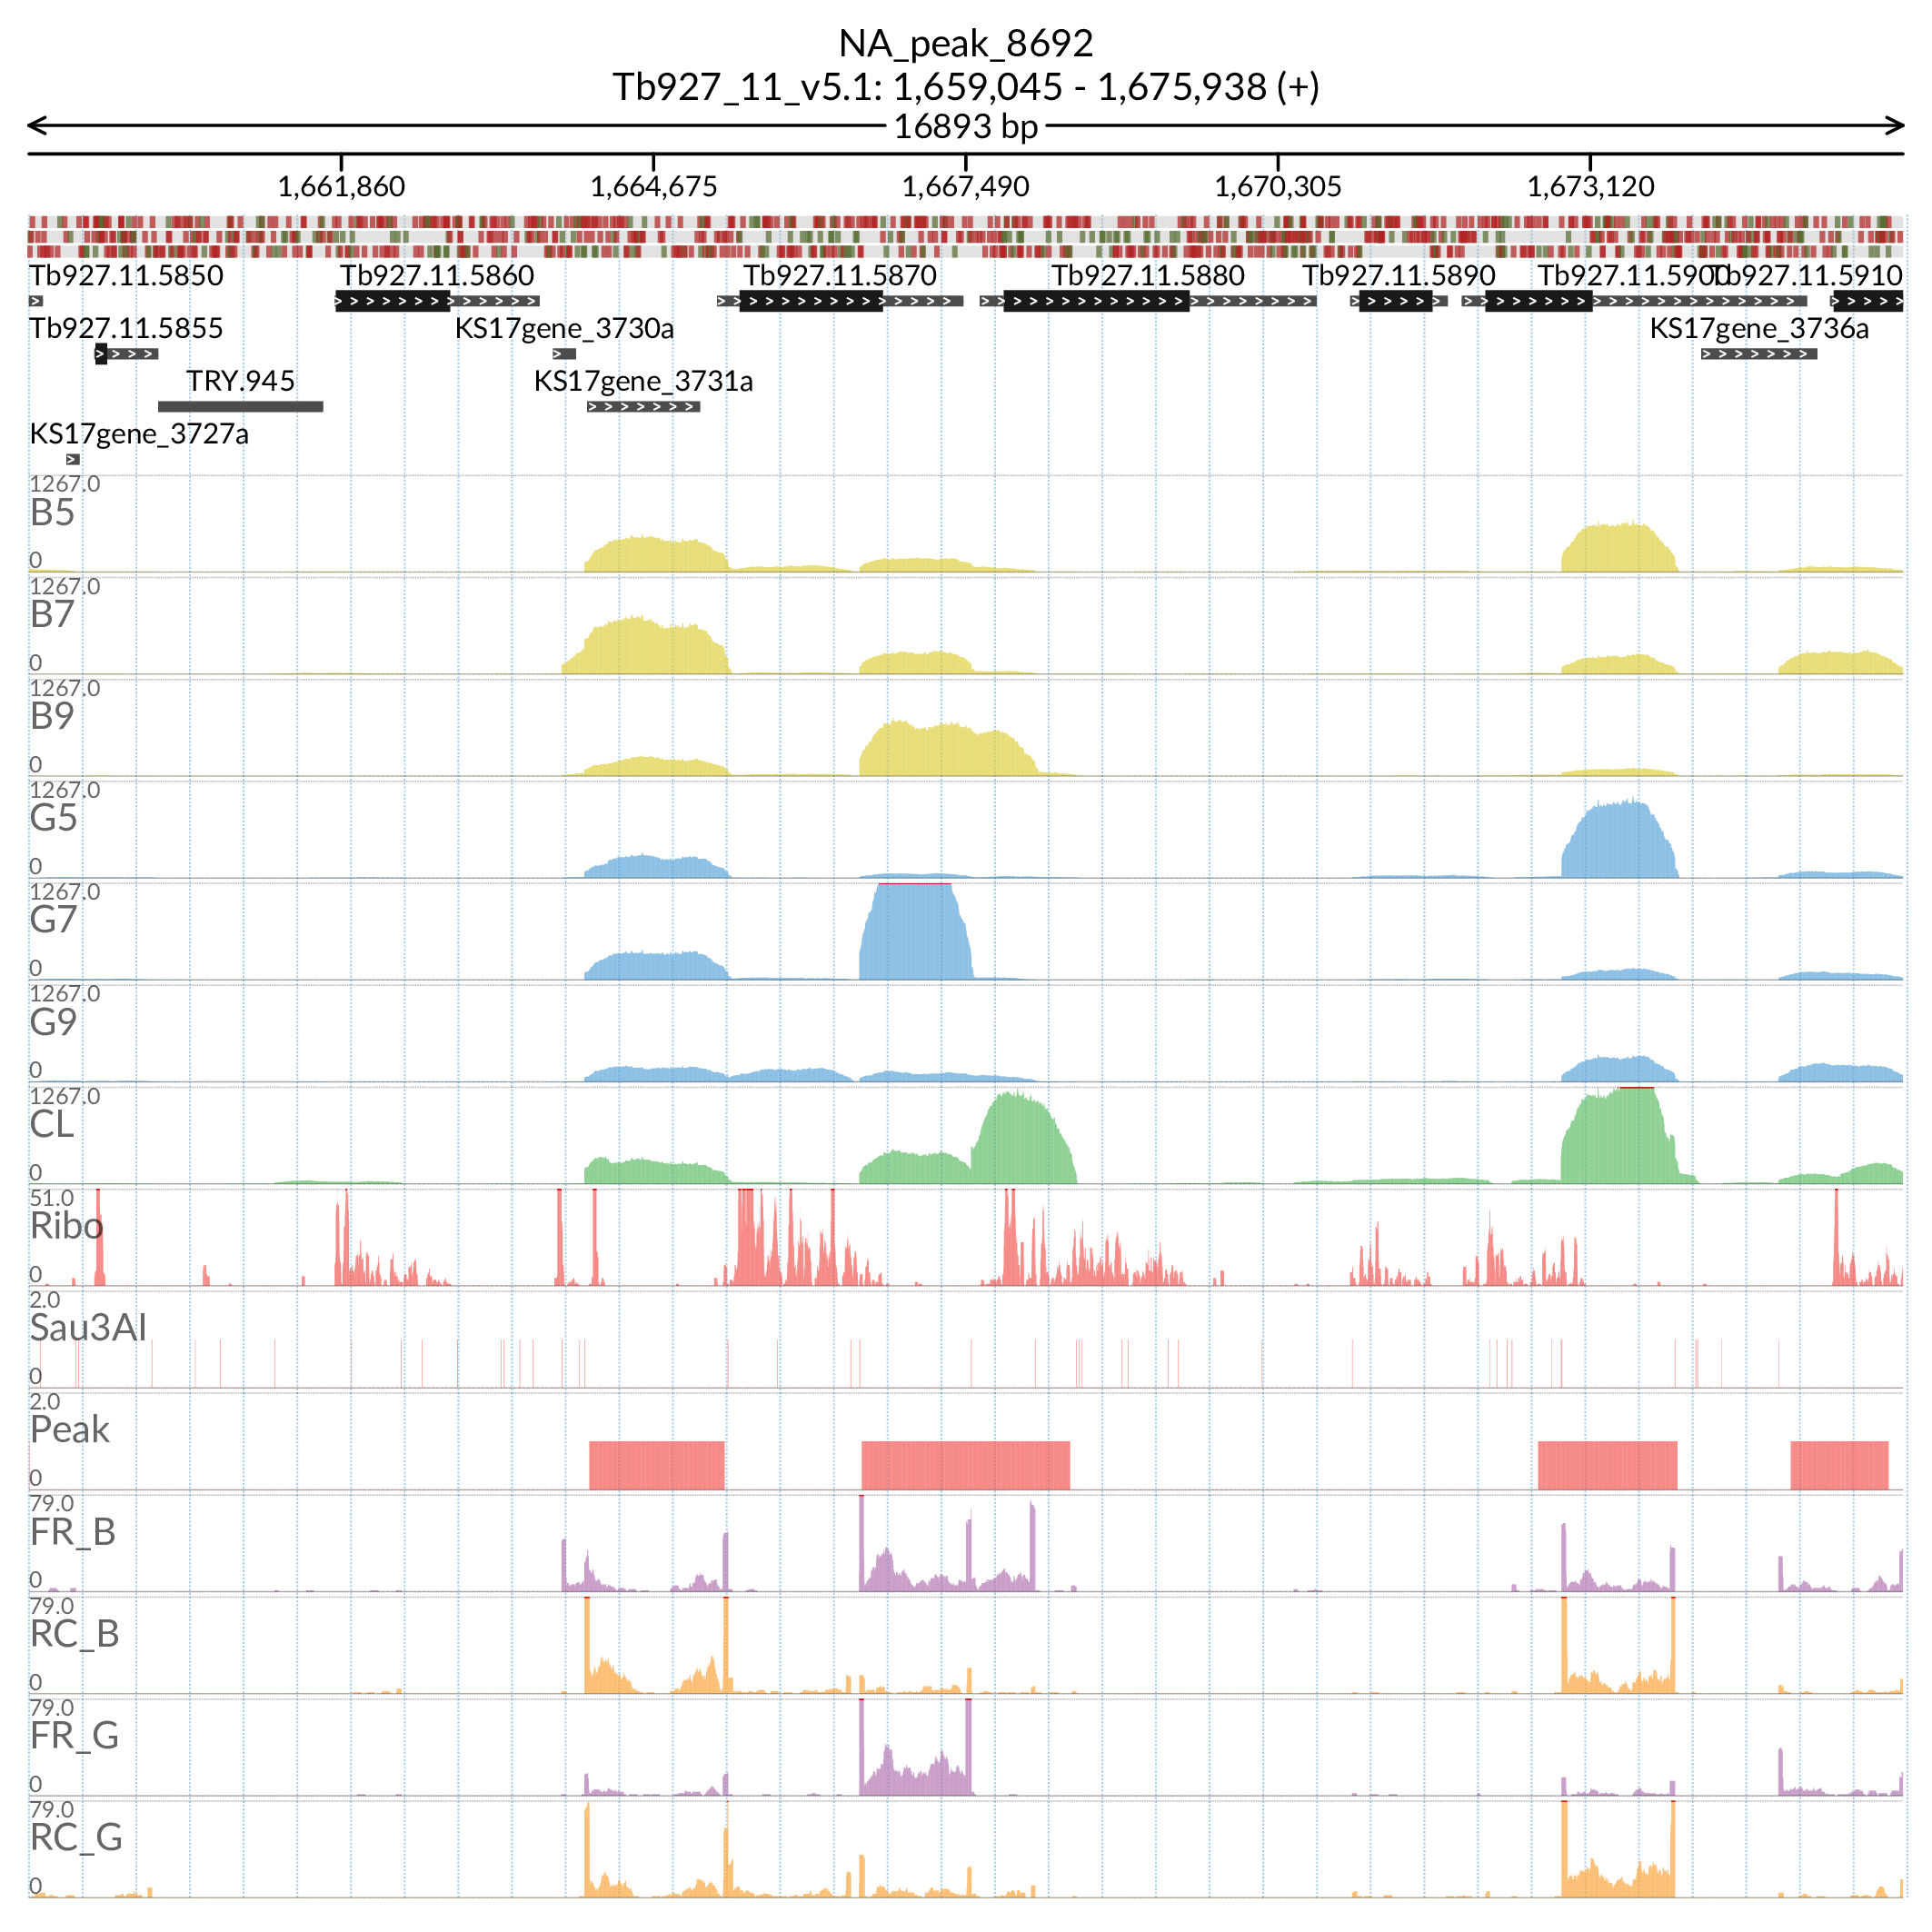 NA_peak_8692
Tb927_11_v5.1: 1,659,045 - 1,675,938 (+)
16893 bp
1,661,860 1,664,675 1,667,490 1,670,305 1,673,120
Tb927.11.5850 Tb927.11.5860 Tb927.11.5870 Tb927.11.5880 Tb927.11.5890 Tb927.11.5900 Tb927.11.5910
Tb927.11.5855 KS17gene_3730a KS17gene_3736a
TRY.945 KS17gene_3731a
KS17gene_3727a
1267.0
B5
0
1267.0
B7
0
1267.0
B9
0
1267.0
G5
0
1267.0
G7
0
1267.0
G9
0
1267.0
CL
0
51.0
Ribo
0
2.0
Sau3AI
0
2.0
Peak
0
79.0
FR_B
0
79.0
RC_B
0
79.0
FR_G
0
79.0
RC_G
0